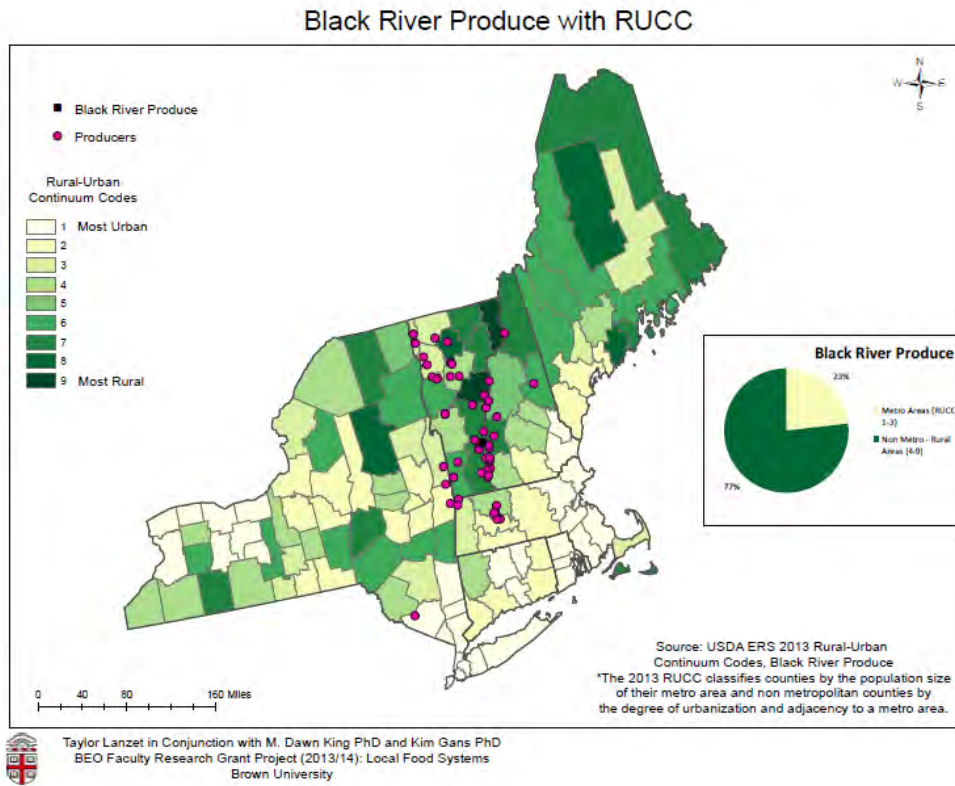 Black River Produce with RUCC
N
W E
S
Black River Produce
Producers
Rural-Urban
Continuum Codes
1 Most Urban
2
3
4
5
6
7
8
9 Most Rural
Black River Produce
23%
Metro Areas (RUCC
1-3)
Non Metro - Rural
Areas (4-9)
77%
Source: USDA ERS 2013 Rural-Urban
Continuum Codes, Black River Produce
*The 2013 RUCC classifies counties by the population size
of their metro area and non metropolitan counties by
the degree of urbanization and adjacency to a metro area.
0 40 80 160 Miles
Taylor Lanzet in Conjunction with M. Dawn King PhD and Kim Gans PhD
BEO Faculty Research Grant Project (2013/14): Local Food Systems
Brown University